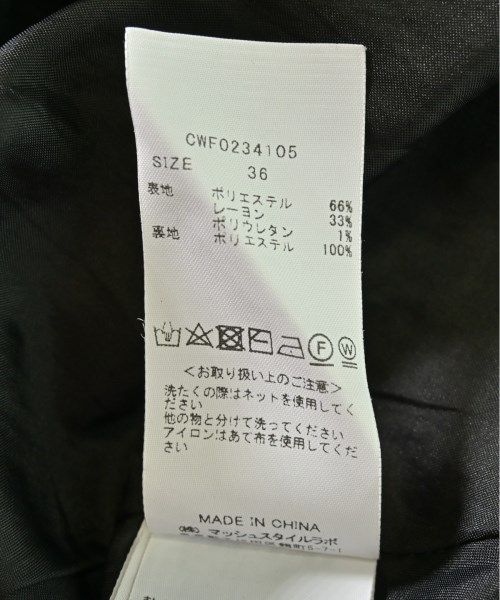 CWF0234105
SIZE 36
表地 ポリエステル 66%
レーヨン 33%
ポリウレタン 1%
裏地 ポリエステル 100%
F W
＜お取り扱い上のご注意＞
洗たくの際はネットを使用してく
ださい
他の物と分けて洗ってください
アイロンはあて布を使用してくだ
さい
MADE IN CHINA
(株)マッシュスタイルラボ